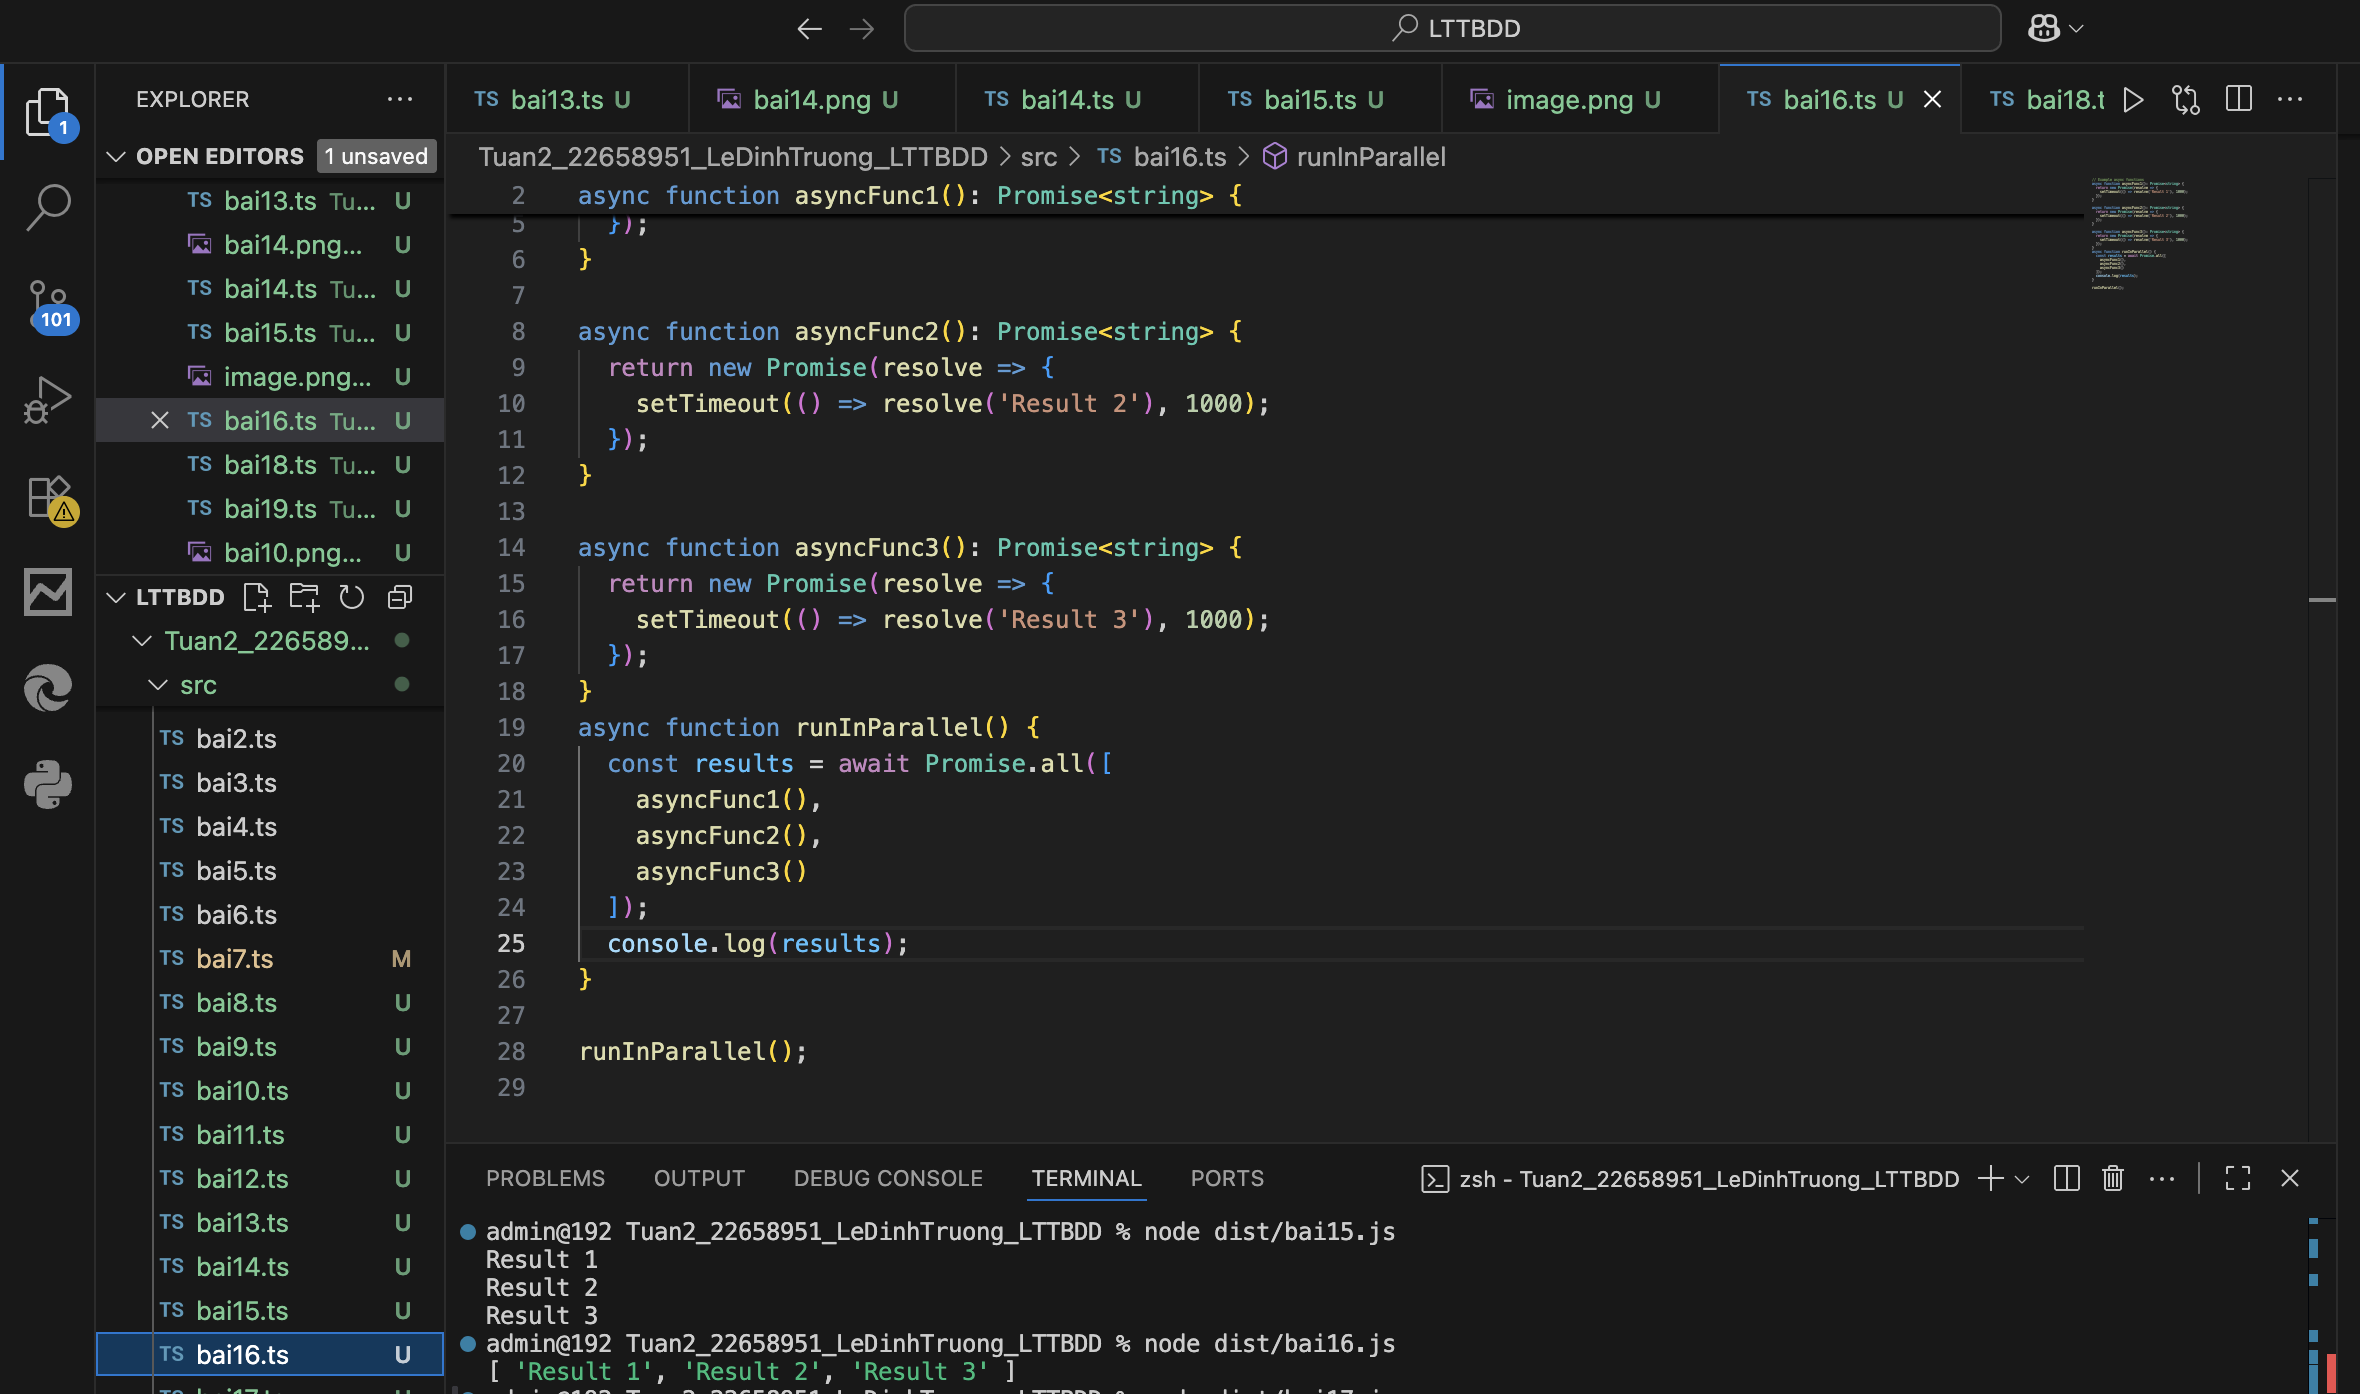 LTTBDD
EXPLORER
1
OPEN EDITORS 1 unsaved
TS bai13.ts Tu... U
bai14.png... U
TS bai14.ts Tu... U
TS bai15.ts Tu... U
image.png... U
TS bai16.ts Tu... U
TS bai18.ts Tu... U
TS bai19.ts Tu... U
bai10.png... U
101
LTTBDD
Tuan2_226589...
src
TS bai2.ts
TS bai3.ts
TS bai4.ts
TS bai5.ts
TS bai6.ts
TS bai7.ts M
TS bai8.ts U
TS bai9.ts U
TS bai10.ts U
TS bai11.ts U
TS bai12.ts U
TS bai13.ts U
TS bai14.ts U
TS bai15.ts U
TS bai16.ts U
TS bai13.ts U
bai14.png U
TS bai14.ts U
TS bai15.ts U
image.png U
TS bai16.ts U
TS bai18.t
Tuan2_22658951_LeDinhTruong_LTTBDD > src > TS bai16.ts > runInParallel
2 async function asyncFunc1(): Promise<string> {
5 });
6 }
7
8 async function asyncFunc2(): Promise<string> {
9 return new Promise(resolve => {
10 setTimeout(() => resolve('Result 2'), 1000);
11 });
12 }
13
14 async function asyncFunc3(): Promise<string> {
15 return new Promise(resolve => {
16 setTimeout(() => resolve('Result 3'), 1000);
17 });
18 }
19 async function runInParallel() {
20 const results = await Promise.all([
21 asyncFunc1(),
22 asyncFunc2(),
23 asyncFunc3()
24 ]);
25 console.log(results);
26 }
27
28 runInParallel();
29
PROBLEMS OUTPUT DEBUG CONSOLE TERMINAL PORTS
zsh - Tuan2_22658951_LeDinhTruong_LTTBDD
admin@192 Tuan2_22658951_LeDinhTruong_LTTBDD % node dist/bai15.js
Result 1
Result 2
Result 3
admin@192 Tuan2_22658951_LeDinhTruong_LTTBDD % node dist/bai16.js
[ 'Result 1', 'Result 2', 'Result 3' ]